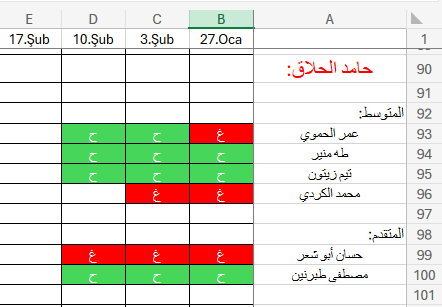 A B C D E
1 27.Oca 3.Şub 10.Şub 17.Şub
90 حامد الحلاق:
91
92 المتوسط:
93 عمر الحموي غ ح ح
94 طه منير ح ح ح
95 تيم زيتون ح ح ح
96 محمد الكردي غ غ
97
98 المتقدم:
99 حسان أبو شعر غ غ غ
100 مصطفى طبرنين ح ح ح
101